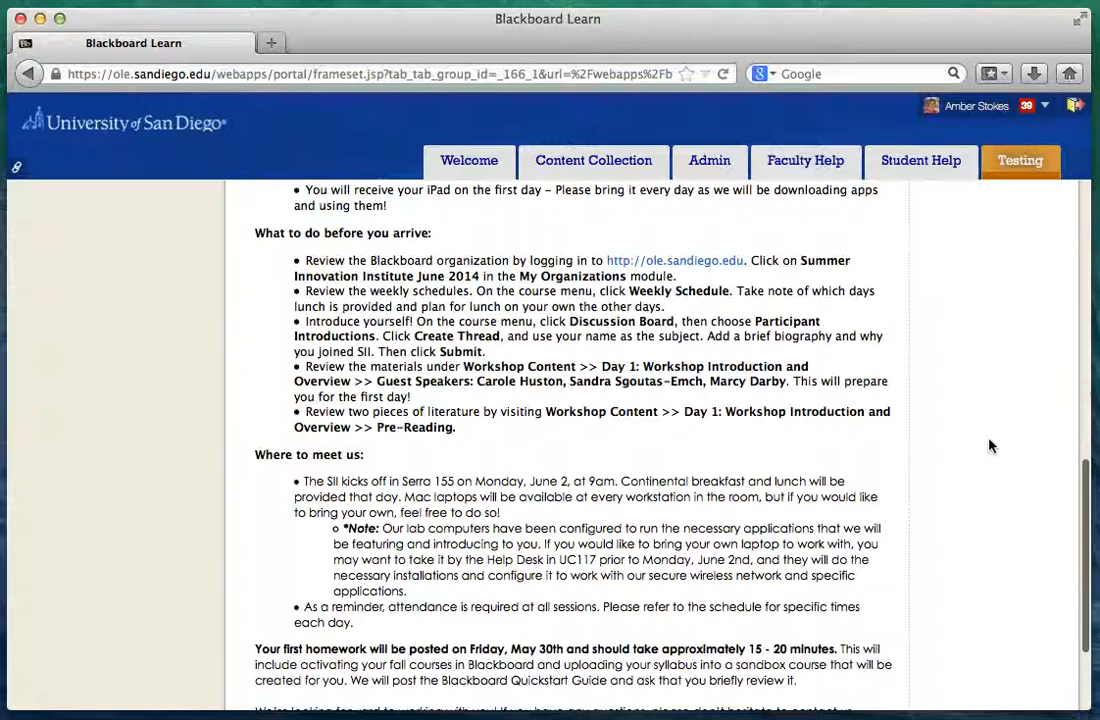 Blackboard Learn
Blackboard Learn
https://ole.sandiego.edu/webapps/portal/frameset.jsp?tab_tab_group_id=_166_1&url=%2Fwebapps%2Fb
Google
University of San Diego
Amber Stokes 39
Welcome Content Collection Admin Faculty Help Student Help Testing
• You will receive your iPad on the first day – Please bring it every day as we will be downloading apps
and using them!
What to do before you arrive:
• Review the Blackboard organization by logging in to http://ole.sandiego.edu. Click on Summer
Innovation Institute June 2014 in the My Organizations module.
• Review the weekly schedules. On the course menu, click Weekly Schedule. Take note of which days
lunch is provided and plan for lunch on your own the other days.
• Introduce yourself! On the course menu, click Discussion Board, then choose Participant
Introductions. Click Create Thread, and use your name as the subject. Add a brief biography and why
you joined SII. Then click Submit.
• Review the materials under Workshop Content >> Day 1: Workshop Introduction and
Overview >> Guest Speakers: Carole Huston, Sandra Sgoutas-Emch, Marcy Darby. This will prepare
you for the first day!
• Review two pieces of literature by visiting Workshop Content >> Day 1: Workshop Introduction and
Overview >> Pre-Reading.
Where to meet us:
• The SII kicks off in Serra 155 on Monday, June 2, at 9am. Continental breakfast and lunch will be
provided that day. Mac laptops will be available at every workstation in the room, but if you would like
to bring your own, feel free to do so!
○ *Note: Our lab computers have been configured to run the necessary applications that we will
be featuring and introducing to you. If you would like to bring your own laptop to work with, you
may want to take it by the Help Desk in UC117 prior to Monday, June 2nd, and they will do the
necessary installations and configure it to work with our secure wireless network and specific
applications.
• As a reminder, attendance is required at all sessions. Please refer to the schedule for specific times
each day.
Your first homework will be posted on Friday, May 30th and should take approximately 15 - 20 minutes. This will
include activating your fall courses in Blackboard and uploading your syllabus into a sandbox course that will be
created for you. We will post the Blackboard Quickstart Guide and ask that you briefly review it.
We're looking forward to working with you! If you have any questions, please don't hesitate to contact us